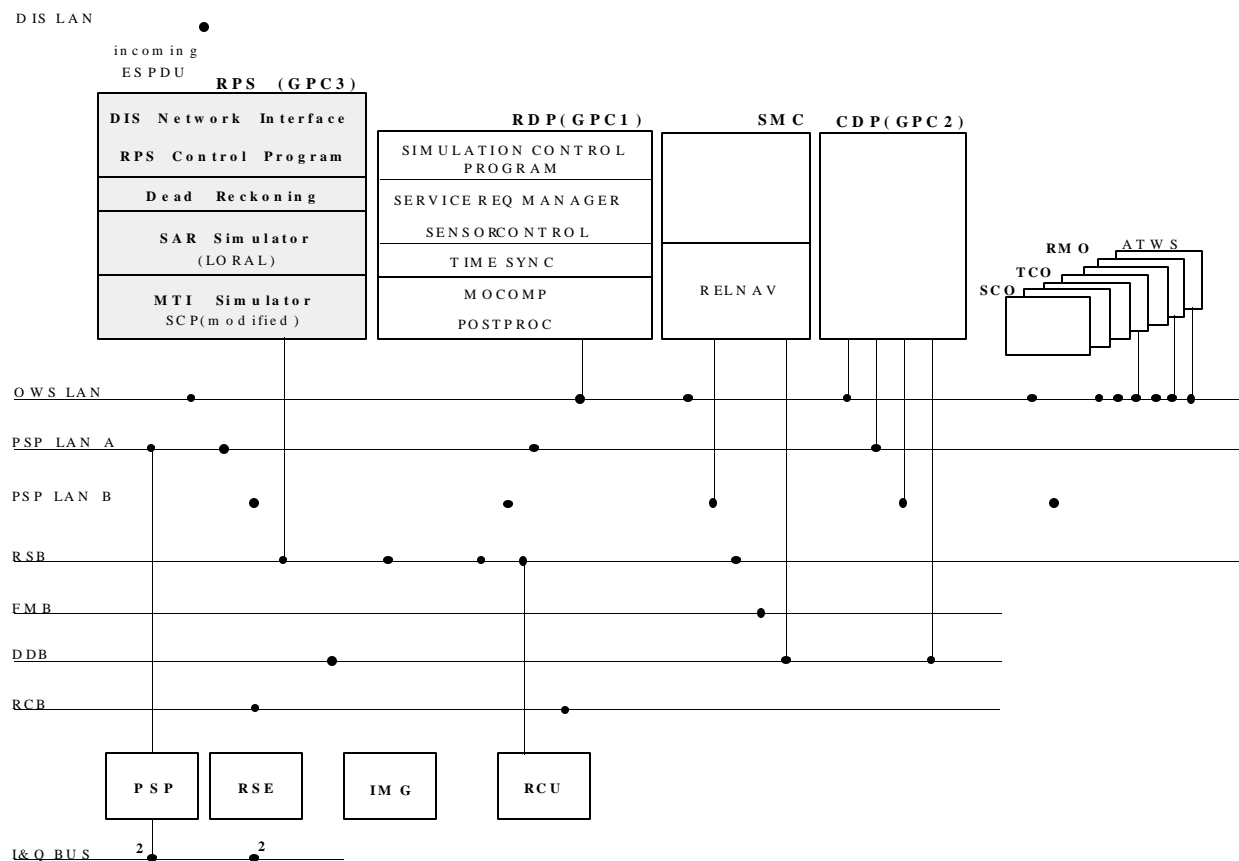 DIS LAN
incoming
ESPDU
RPS (GPC3)
DIS Network Interface
RPS Control Program
Dead Reckoning
SAR Simulator
(LORAL)
MTI Simulator
SCP(modified)
RDP(GPC1)
SIMULATION CONTROL
PROGRAM
SERVICE REQ MANAGER
SENSORCONTROL
TIME SYNC
MOCOMP
POSTPROC
SMC
RELNAV
CDP(GPC2)
SCO
TCO
RMO
ATWS
OWS LAN
PSP LAN A
PSP LAN B
RSB
FMB
DDB
RCB
PSP
RSE
IMG
RCU
I&Q BUS
2
2